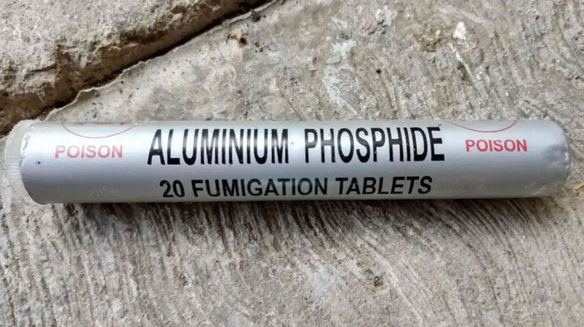 POISON ALUMINIUM PHOSPHIDE POISON
20 FUMIGATION TABLETS